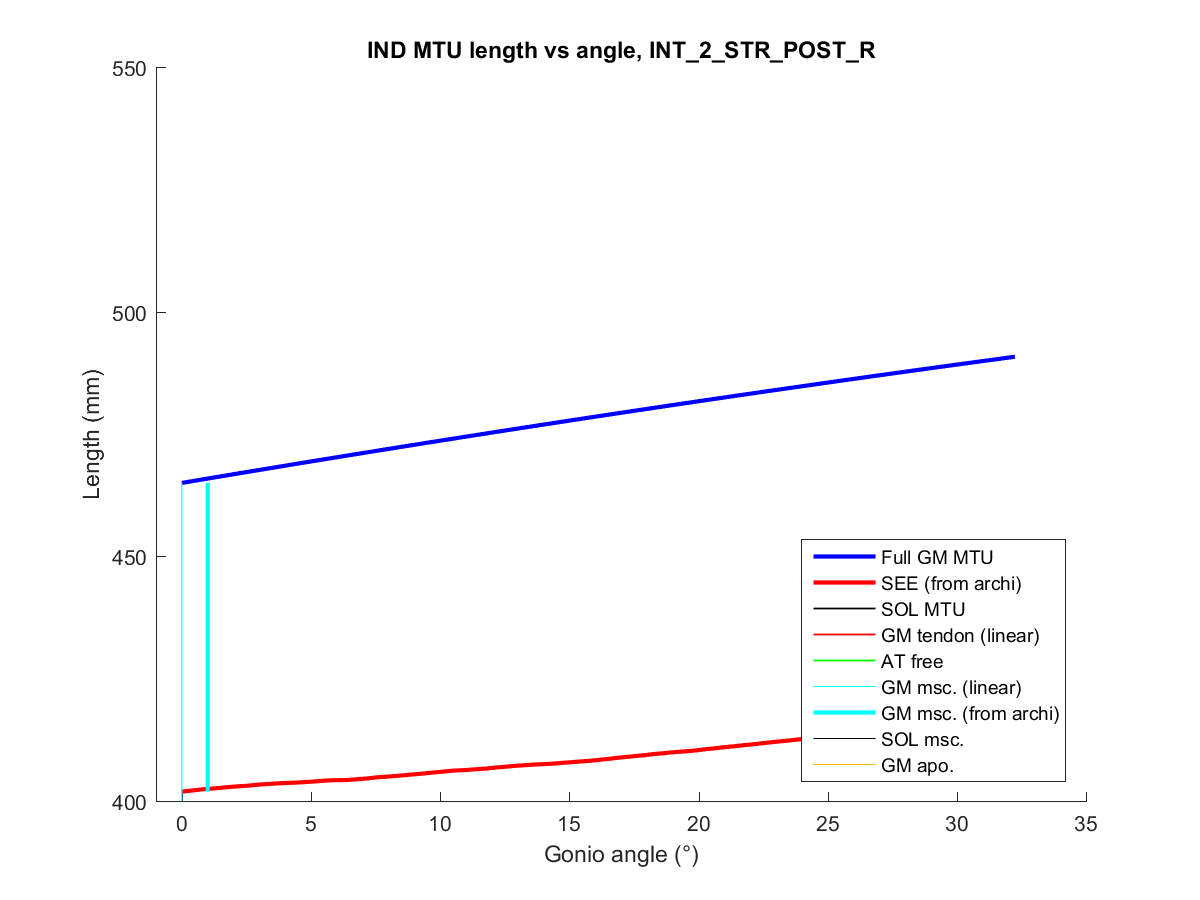 IND MTU length vs angle, INT_2_STR_POST_R
550
500
450
400
Length (mm)
Full GM MTU
SEE (from archi)
SOL MTU
GM tendon (linear)
AT free
GM msc. (linear)
GM msc. (from archi)
SOL msc.
GM apo.
0 5 10 15 20 25 30 35
Gonio angle (°)